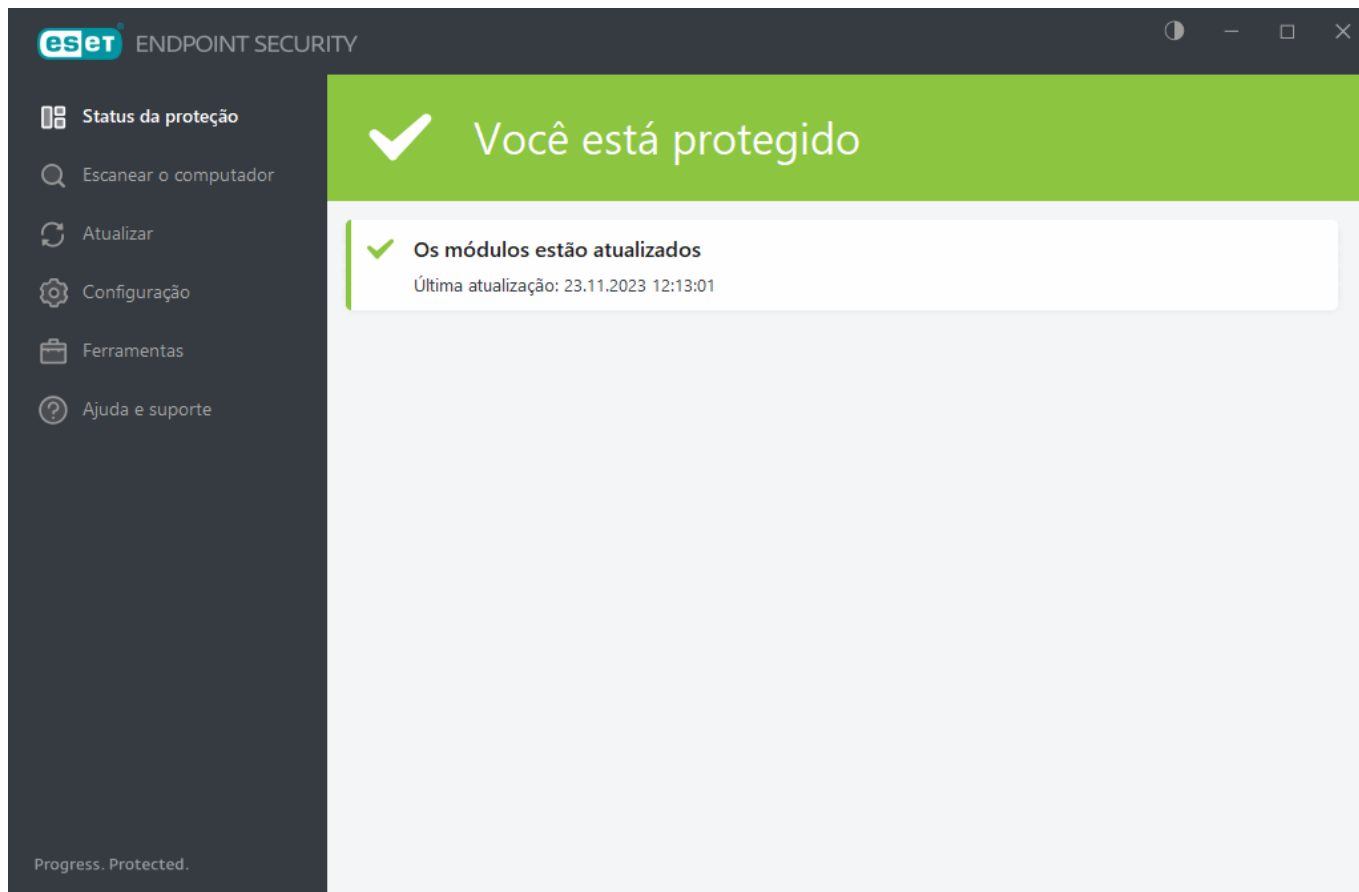 eset ENDPOINT SECURITY
Status da proteção
Escanear o computador
Atualizar
Configuração
Ferramentas
Ajuda e suporte
Progress. Protected.
Você está protegido
Os módulos estão atualizados
Última atualização: 23.11.2023 12:13:01